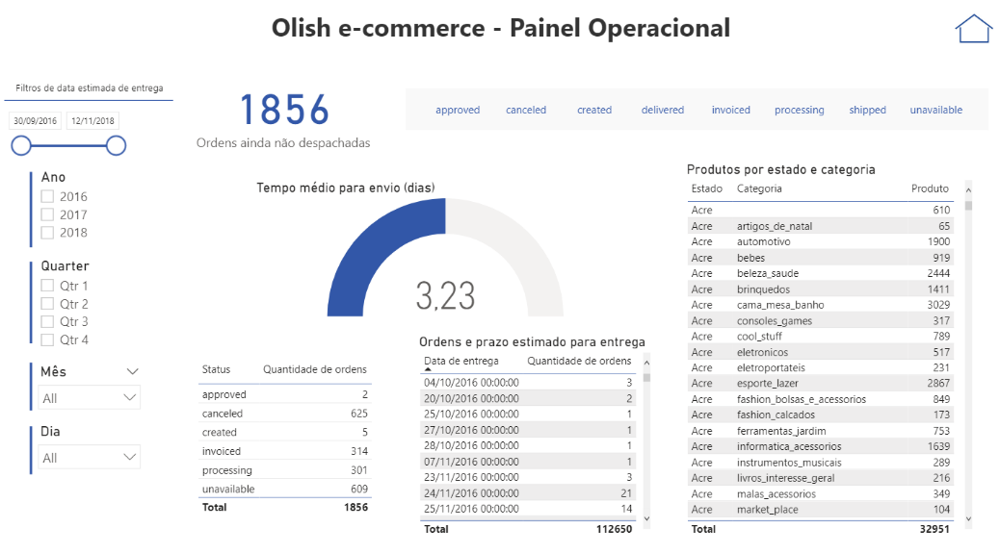 Olish e-commerce - Painel Operacional
Filtros de data estimada de entrega
30/09/2016 12/11/2018
Ano
2016
2017
2018
Quarter
Qtr 1
Qtr 2
Qtr 3
Qtr 4
Mês
All
Dia
All
1856
Ordens ainda não despachadas
approved canceled created delivered invoiced processing shipped unavailable
Tempo médio para envio (dias)
3,23
Status Quantidade de ordens
approved 2
canceled 625
created 5
invoiced 314
processing 301
unavailable 609
Total 1856
Ordens e prazo estimado para entrega
Data de entrega Quantidade de ordens
04/10/2016 00:00:00 3
20/10/2016 00:00:00 2
25/10/2016 00:00:00 1
27/10/2016 00:00:00 1
28/10/2016 00:00:00 1
07/11/2016 00:00:00 1
23/11/2016 00:00:00 3
24/11/2016 00:00:00 21
25/11/2016 00:00:00 14
Total 112650
Produtos por estado e categoria
Estado Categoria Produto
Acre 610
Acre artigos_de_natal 65
Acre automotivo 1900
Acre bebes 919
Acre beleza_saude 2444
Acre brinquedos 1411
Acre cama_mesa_banho 3029
Acre consoles_games 317
Acre cool_stuff 789
Acre eletronicos 517
Acre eletroportateis 231
Acre esporte_lazer 2867
Acre fashion_bolsas_e_acessorios 849
Acre fashion_calcados 173
Acre ferramentas_jardim 753
Acre informatica_acessorios 1639
Acre instrumentos_musicais 289
Acre livros_interesse_geral 216
Acre malas_acessorios 349
Acre market_place 104
Total 32951